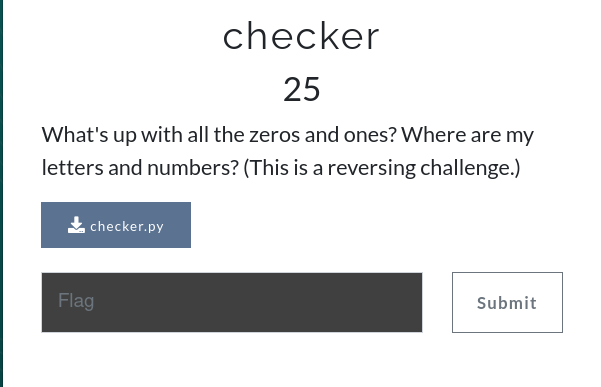 checker
25
What's up with all the zeros and ones? Where are my
letters and numbers? (This is a reversing challenge.)
checker.py
Flag
Submit